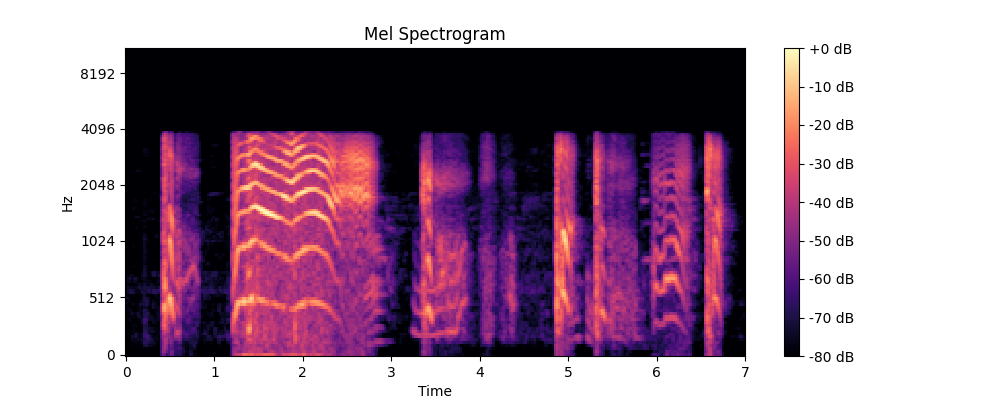 Mel Spectrogram
Hz
8192
4096
2048
1024
512
0
0 1 2 3 4 5 6 7
Time
+0 dB
-10 dB
-20 dB
-30 dB
-40 dB
-50 dB
-60 dB
-70 dB
-80 dB